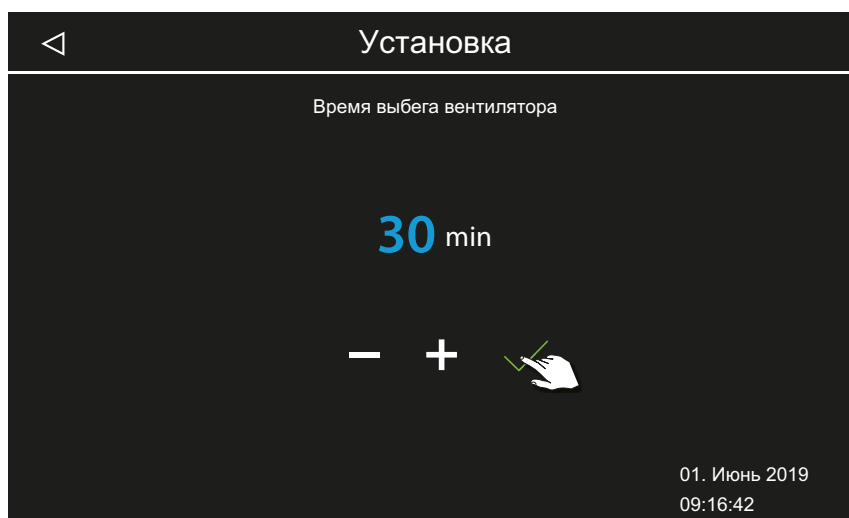 Установка
Время выбега вентилятора
30 min
01. Июнь 2019
09:16:42